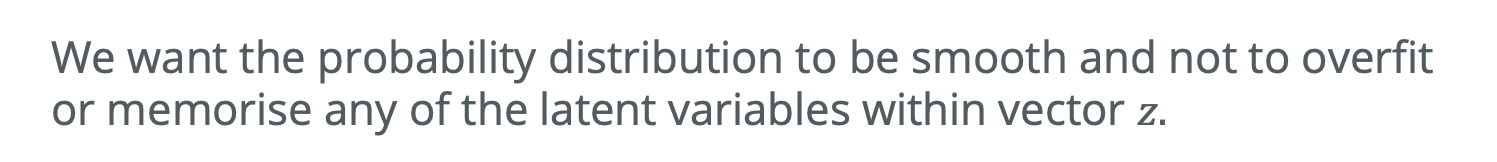 We want the probability distribution to be smooth and not to overfit
or memorise any of the latent variables within vector z.